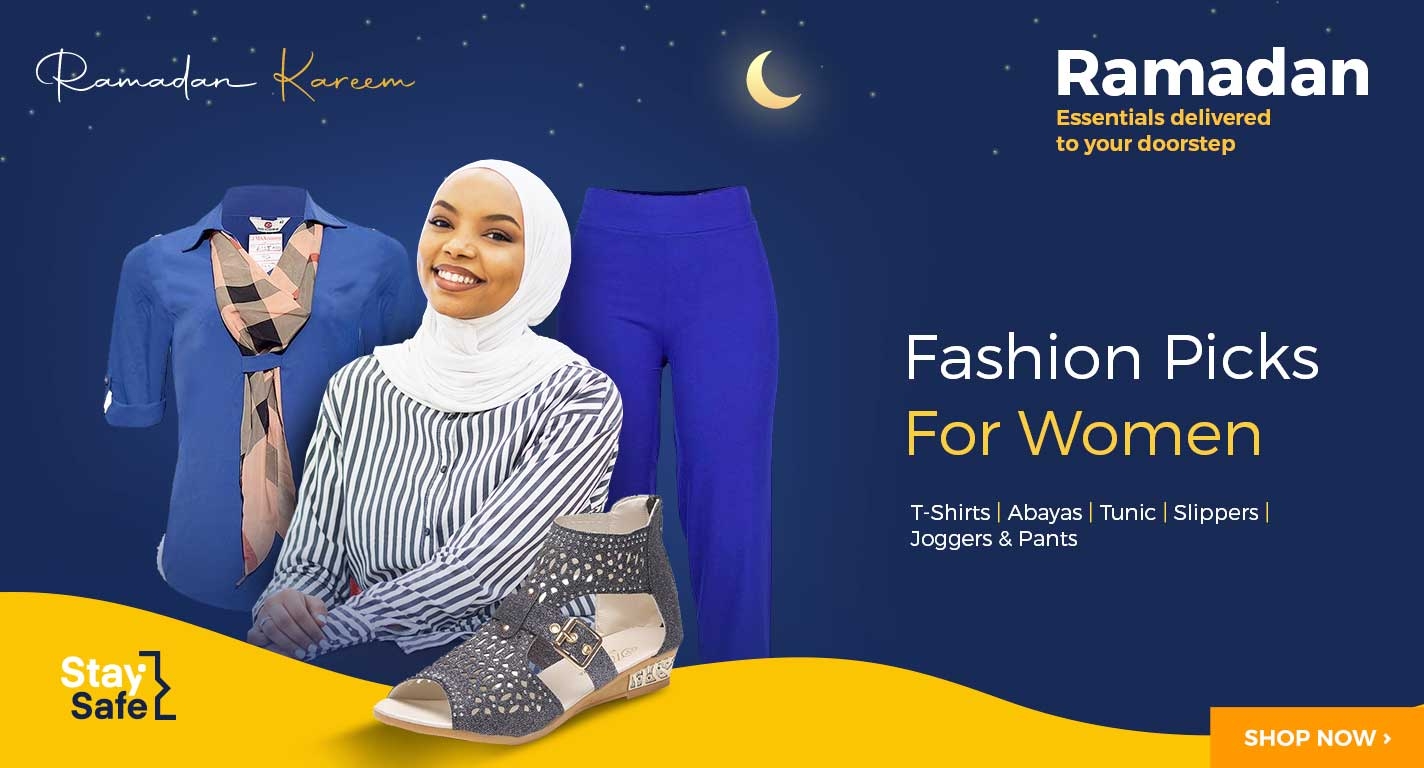 Ramadan Kareem
Ramadan
Essentials delivered
to your doorstep
Fashion Picks
For Women
T-Shirts | Abayas | Tunic | Slippers |
Joggers & Pants
Stay
Safe
SHOP NOW ›